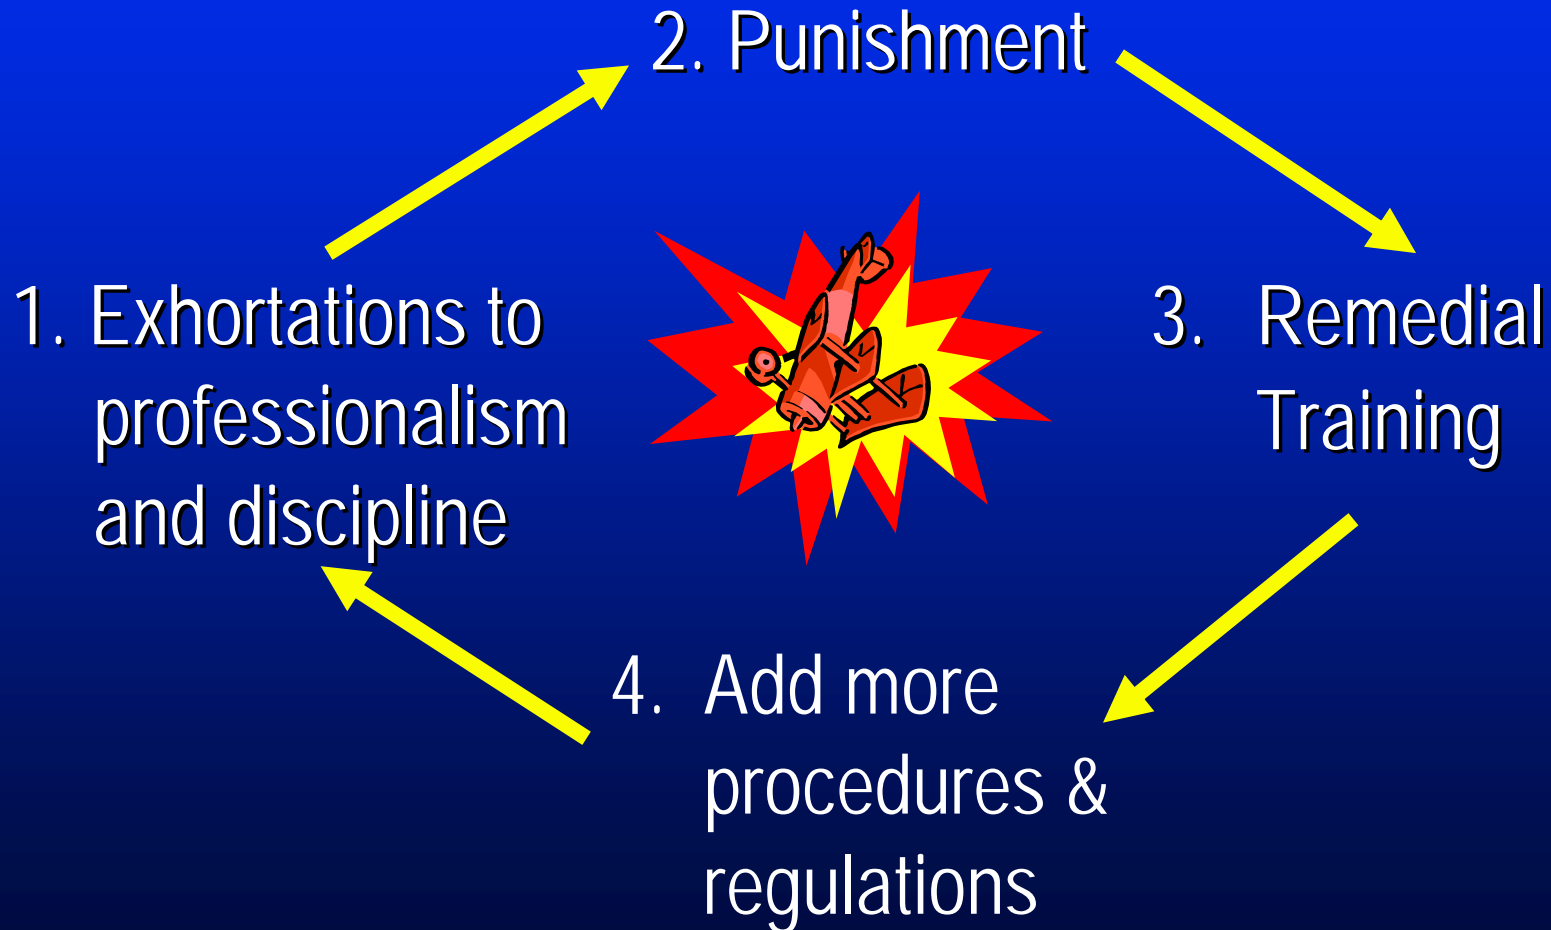 2. Punishment
1. Exhortations to
professionalism
and discipline
3. Remedial
Training
4. Add more
procedures &
regulations